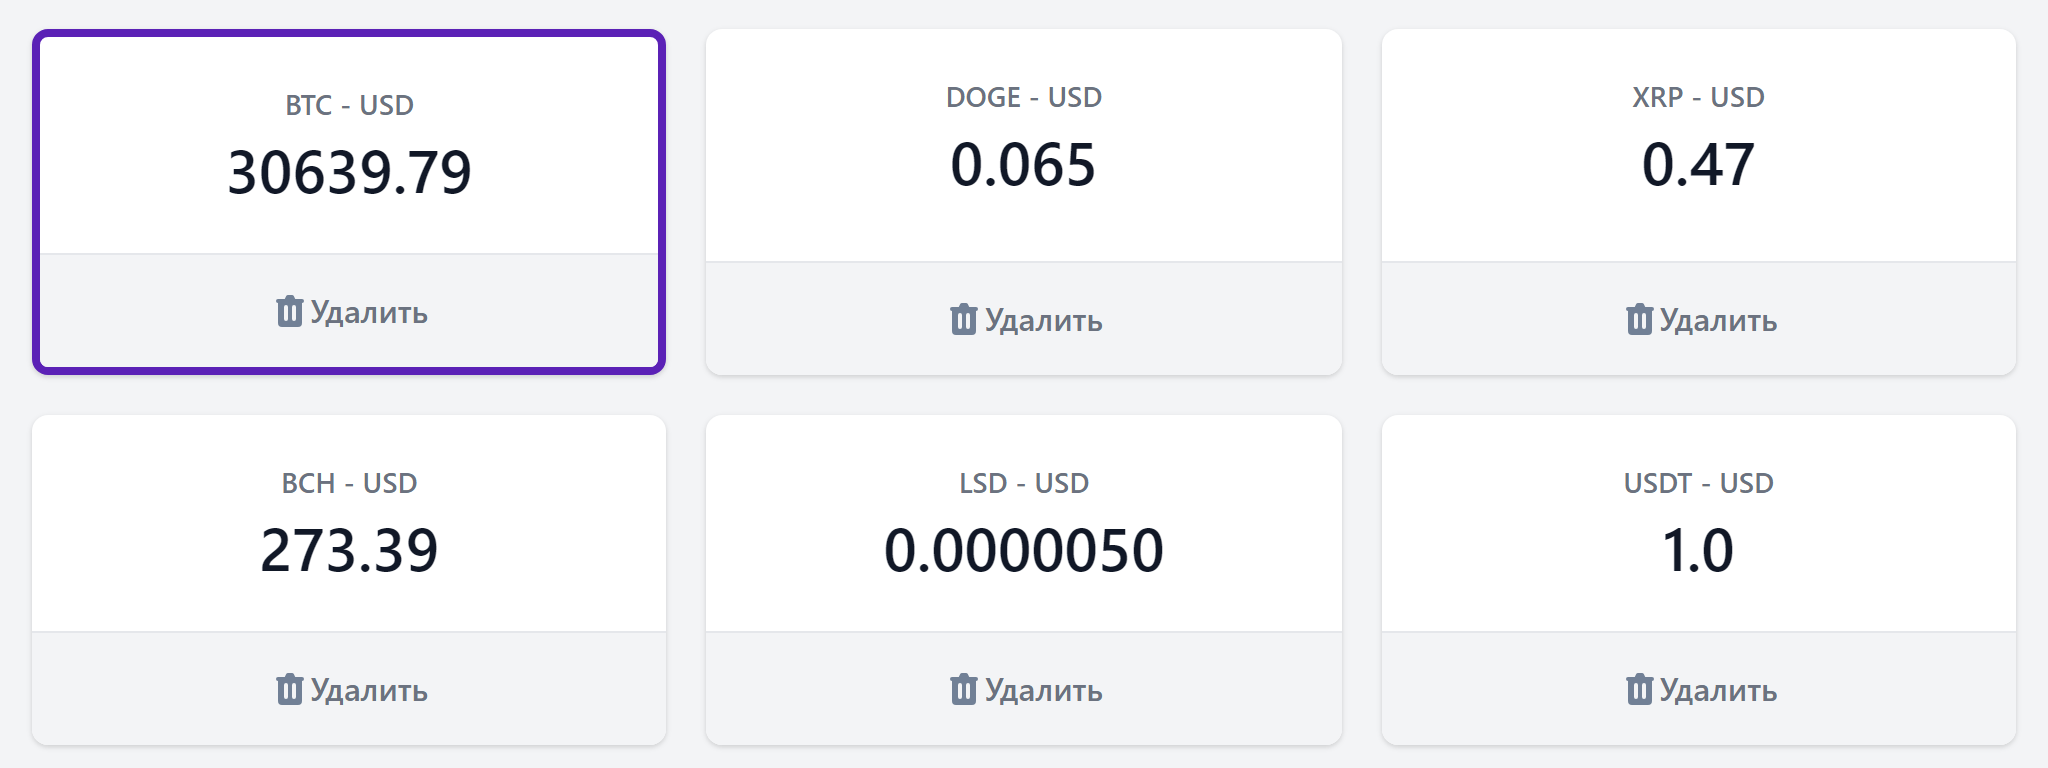 BTC - USD
30639.79
Удалить
DOGE - USD
0.065
Удалить
XRP - USD
0.47
Удалить
BCH - USD
273.39
Удалить
LSD - USD
0.0000050
Удалить
USDT - USD
1.0
Удалить